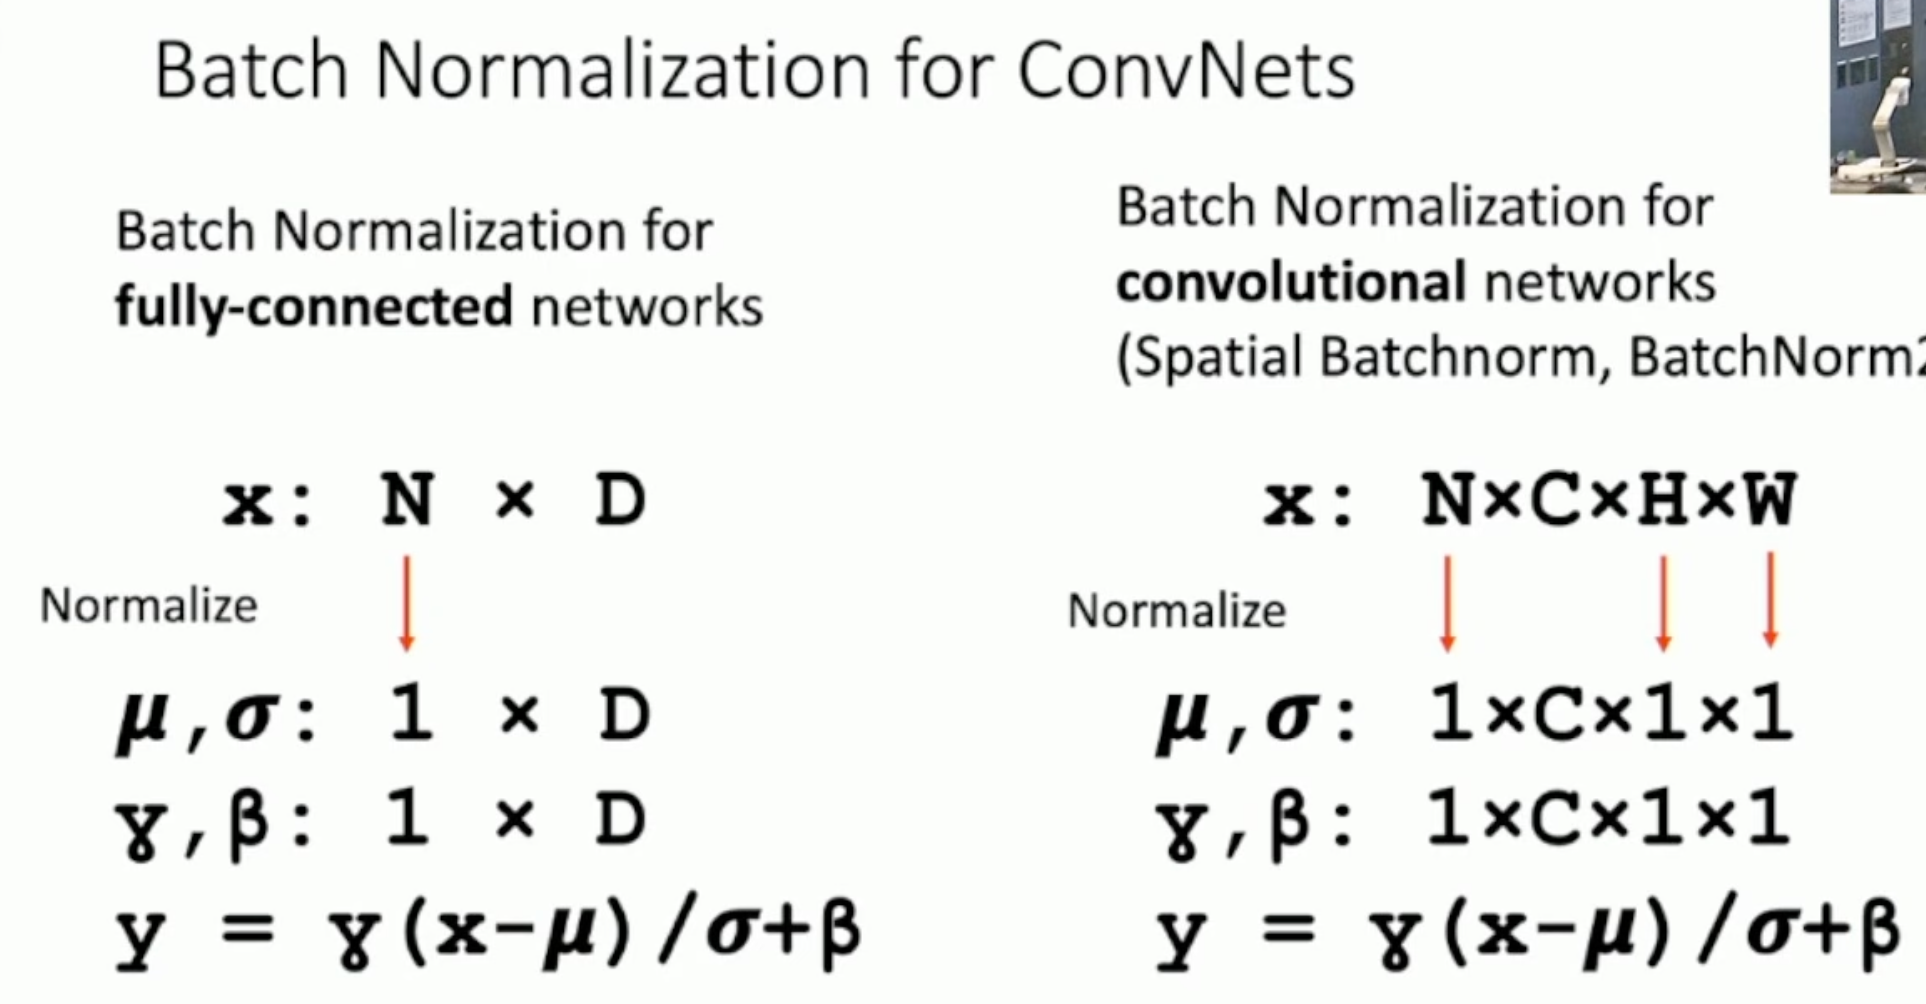 Batch Normalization for ConvNets
Batch Normalization for
fully-connected networks
x: N × D
Normalize
μ,σ: 1 × D
γ,β: 1 × D
y = γ(x-μ)/σ+β
Batch Normalization for
convolutional networks
(Spatial Batchnorm, BatchNorm2
x: N×C×H×W
Normalize
μ,σ: 1×C×1×1
γ,β: 1×C×1×1
y = γ(x-μ)/σ+β